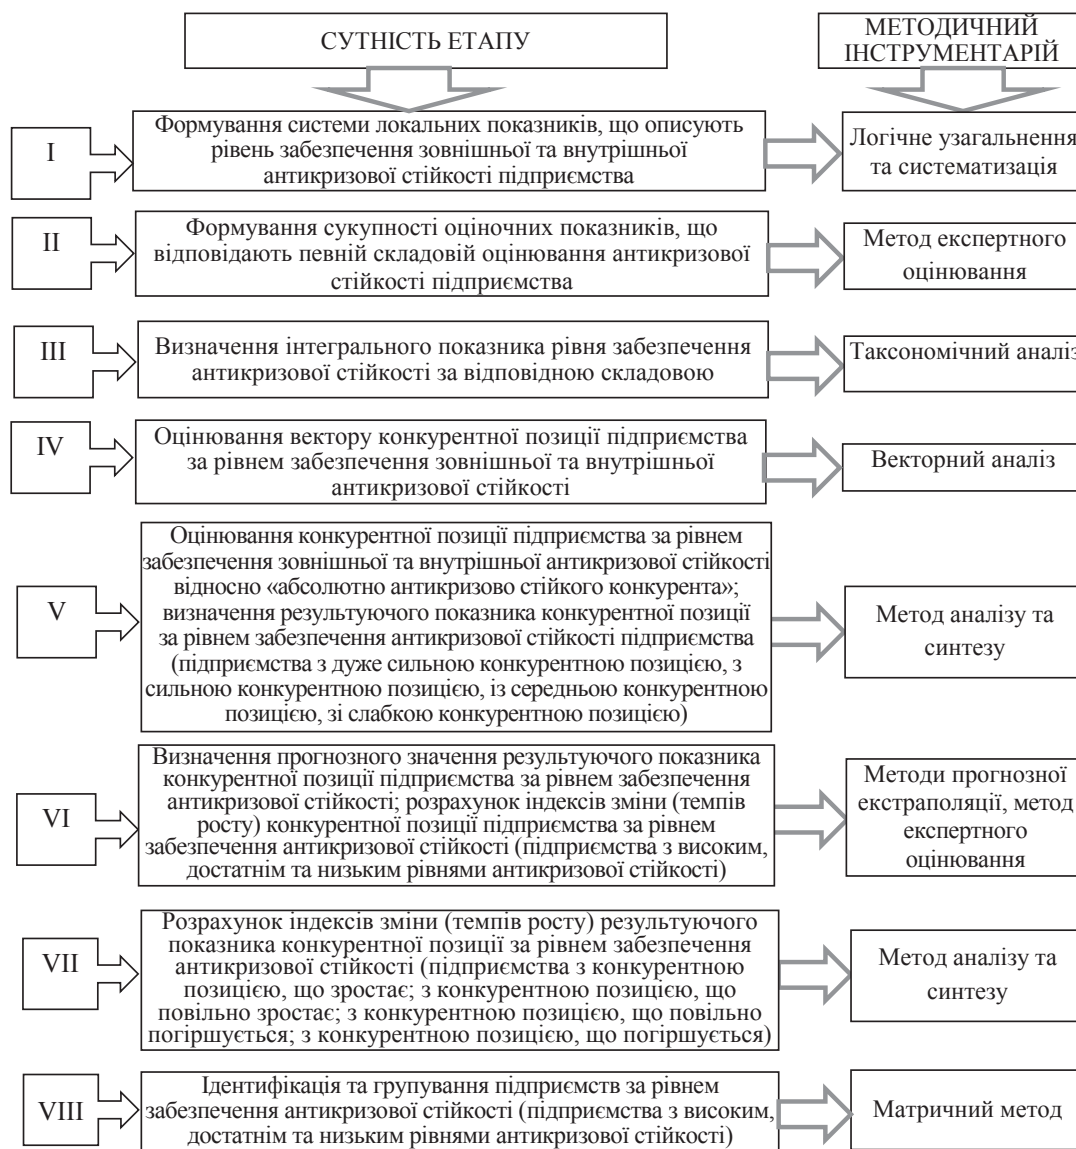 СУТНІСТЬ ЕТАПУ
МЕТОДИЧНИЙ
ІНСТРУМЕНТАРІЙ
I
Формування системи локальних показників, що описують
рівень забезпечення зовнішньої та внутрішньої
антикризової стійкості підприємства
Логічне узагальнення
та систематизація
II
Формування сукупності оціночних показників, що
відповідають певній складовій оцінювання антикризової
стійкості підприємства
Метод експертного
оцінювання
III
Визначення інтегрального показника рівня забезпечення
антикризової стійкості за відповідною складовою
Таксономічний аналіз
IV
Оцінювання вектору конкурентної позиції підприємства
за рівнем забезпечення зовнішньої та внутрішньої
антикризової стійкості
Векторний аналіз
V
Оцінювання конкурентної позиції підприємства за рівнем
забезпечення зовнішньої та внутрішньої антикризової стійкості
відносно «абсолютно антикризово стійкого конкурента»;
визначення результуючого показника конкурентної позиції
за рівнем забезпечення антикризової стійкості підприємства
(підприємства з дуже сильною конкурентною позицією, з
сильною конкурентною позицією, із середньою конкурентною
позицією, зі слабкою конкурентною позицією)
Метод аналізу та
синтезу
VI
Визначення прогнозного значення результуючого показника
конкурентної позиції підприємства за рівнем забезпечення
антикризової стійкості; розрахунок індексів зміни (темпів
росту) конкурентної позиції підприємства за рівнем
забезпечення антикризової стійкості (підприємства з високим,
достатнім та низьким рівнями антикризової стійкості)
Методи прогнозної
екстраполяції, метод
експертного
оцінювання
VII
Розрахунок індексів зміни (темпів росту) результуючого
показника конкурентної позиції за рівнем забезпечення
антикризової стійкості (підприємства з конкурентною
позицією, що зростає; з конкурентною позицією, що
повільно зростає; з конкурентною позицією, що повільно
погіршується; з конкурентною позицією, що погіршується)
Метод аналізу та
синтезу
VIII
Ідентифікація та групування підприємств за рівнем
забезпечення антикризової стійкості (підприємства з високим,
достатнім та низьким рівнями антикризової стійкості)
Матричний метод